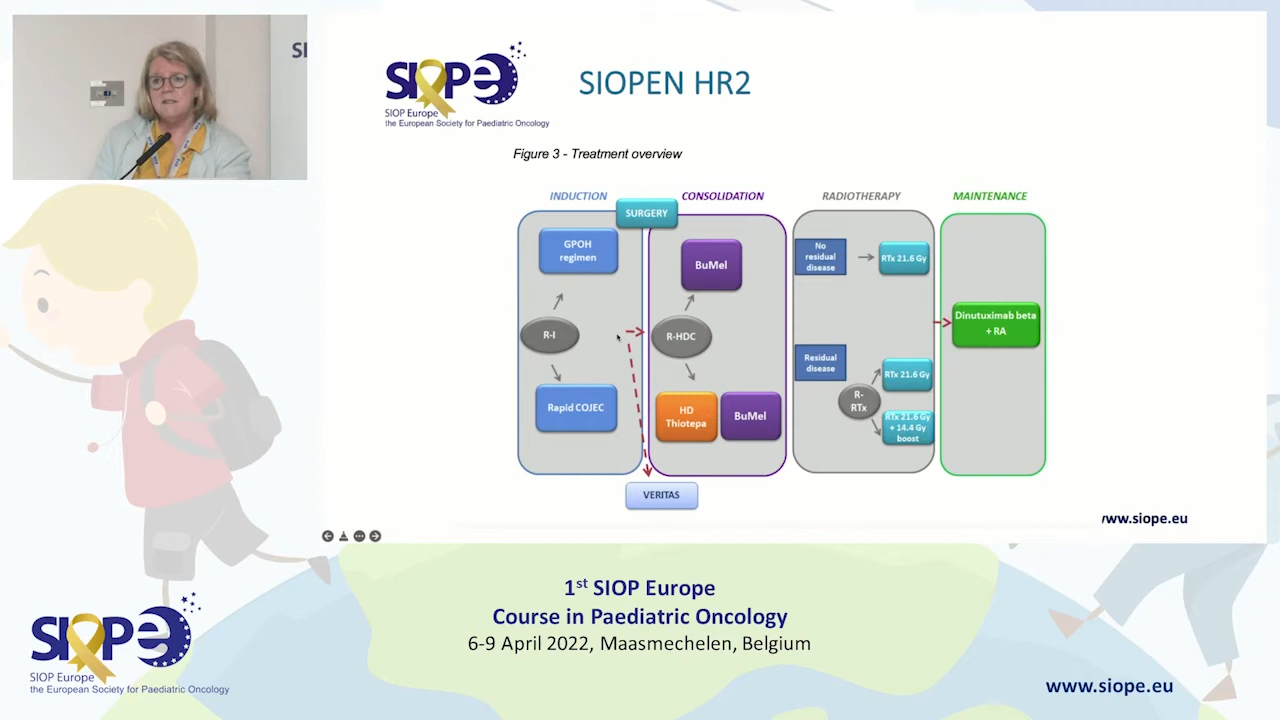 SI
SIOPe
SIOP Europe
the European Society for Paediatric Oncology
SIOPEN HR2
Figure 3 - Treatment overview
INDUCTION
CONSOLIDATION
RADIOTHERAPY
MAINTENANCE
SURGERY
GPOH
regimen
R-I
Rapid COJEC
BuMel
R-HDC
HD
Thiotepa
BuMel
VERITAS
No
residual
disease
RTx 21.6 Gy
Residual
disease
R-
RTx
RTx 21.6 Gy
RTx 21.6 Gy
+ 14.4 Gy
boost
Dinutuximab beta
+ RA
www.siope.eu
1st SIOP Europe
Course in Paediatric Oncology
6-9 April 2022, Maasmechelen, Belgium
SIOPe
SIOP Europe
the European Society for Paediatric Oncology
www.siope.eu